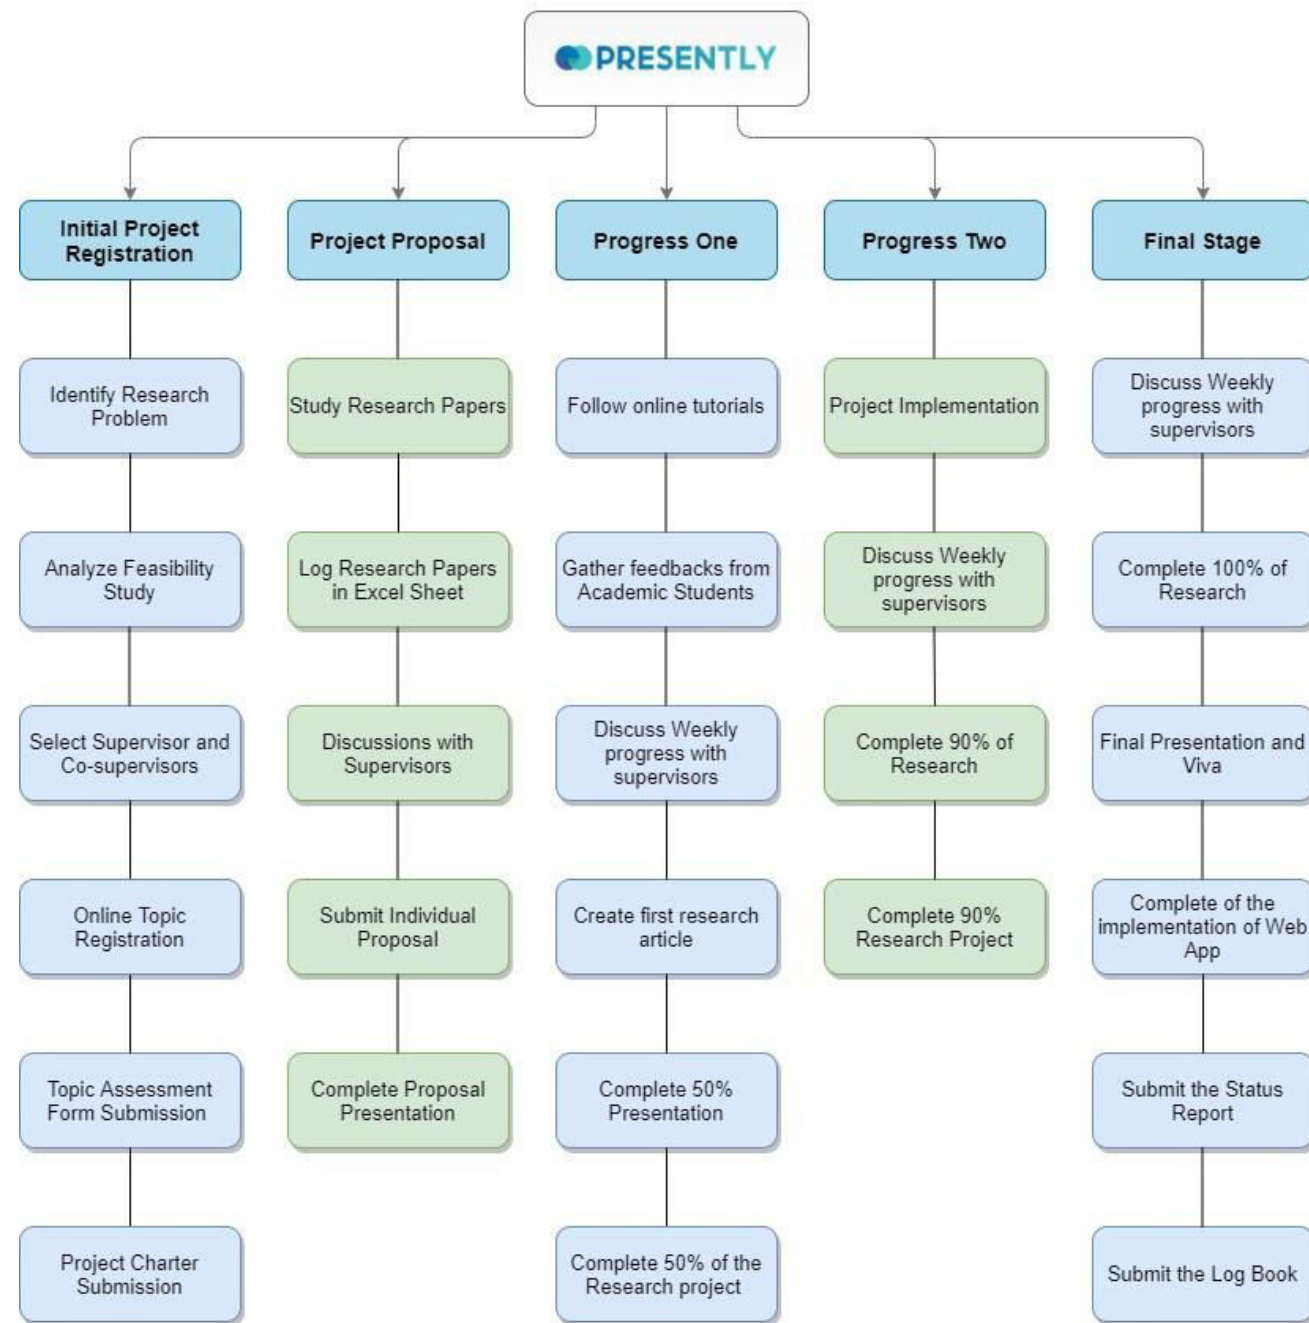 PRESENTLY
Initial Project
Registration
Identify Research
Problem
Analyze Feasibility
Study
Select Supervisor and
Co-supervisors
Online Topic
Registration
Topic Assessment
Form Submission
Project Charter
Submission
Project Proposal
Study Research Papers
Log Research Papers
in Excel Sheet
Discussions with
Supervisors
Submit Individual
Proposal
Complete Proposal
Presentation
Progress One
Follow online tutorials
Gather feedbacks from
Academic Students
Discuss Weekly
progress with
supervisors
Create first research
article
Complete 50%
Presentation
Complete 50% of the
Research project
Progress Two
Project Implementation
Discuss Weekly
progress with
supervisors
Complete 90% of
Research
Complete 90%
Research Project
Final Stage
Discuss Weekly
progress with
supervisors
Complete 100% of
Research
Final Presentation and
Viva
Complete of the
implementation of Web
App
Submit the Status
Report
Submit the Log Book